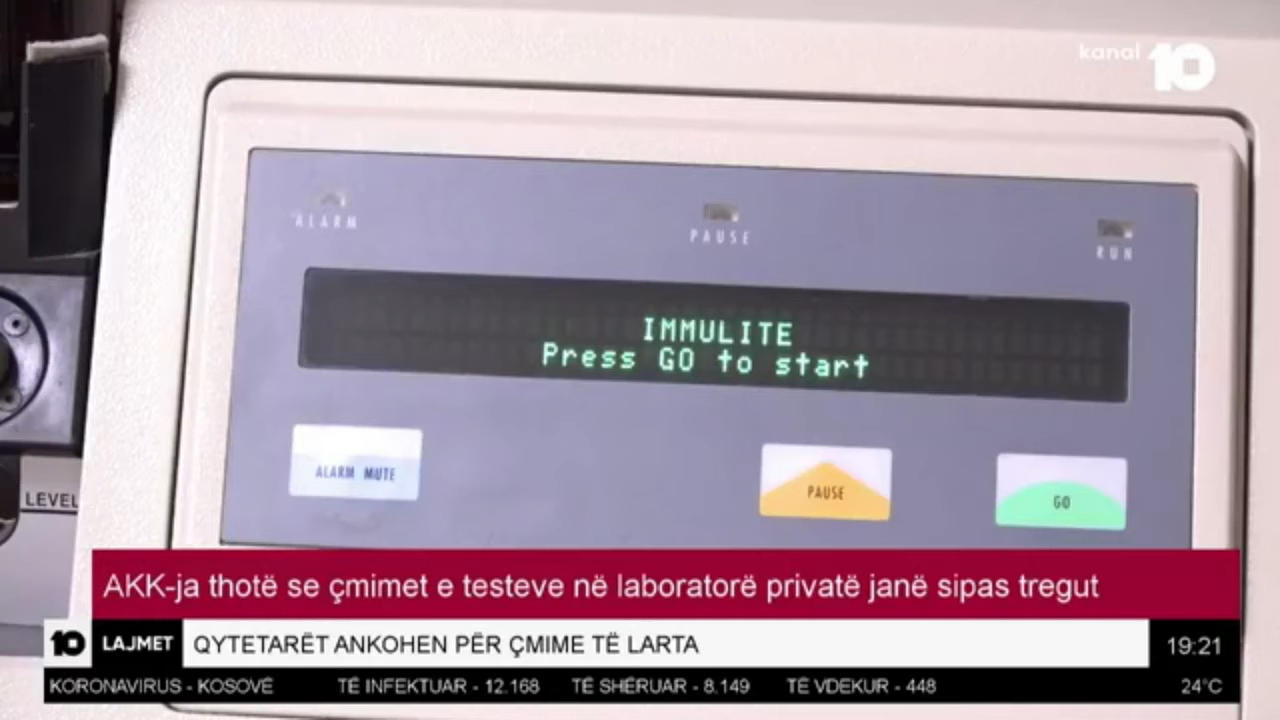 kanal 10
ALARM
PAUSE
RUN
IMMULITE
Press GO to start
ALARM MUTE
PAUSE
GO
LEVEL
AKK-ja thotë se çmimet e testeve në laboratorë privatë janë sipas tregut
10 LAJMET QYTETARËT ANKOHEN PËR ÇMIME TË LARTA 19:21
KORONAVIRUS - KOSOVË TË INFEKTUAR - 12.168 TË SHËRUAR - 8.149 TË VDEKUR - 448 24°C